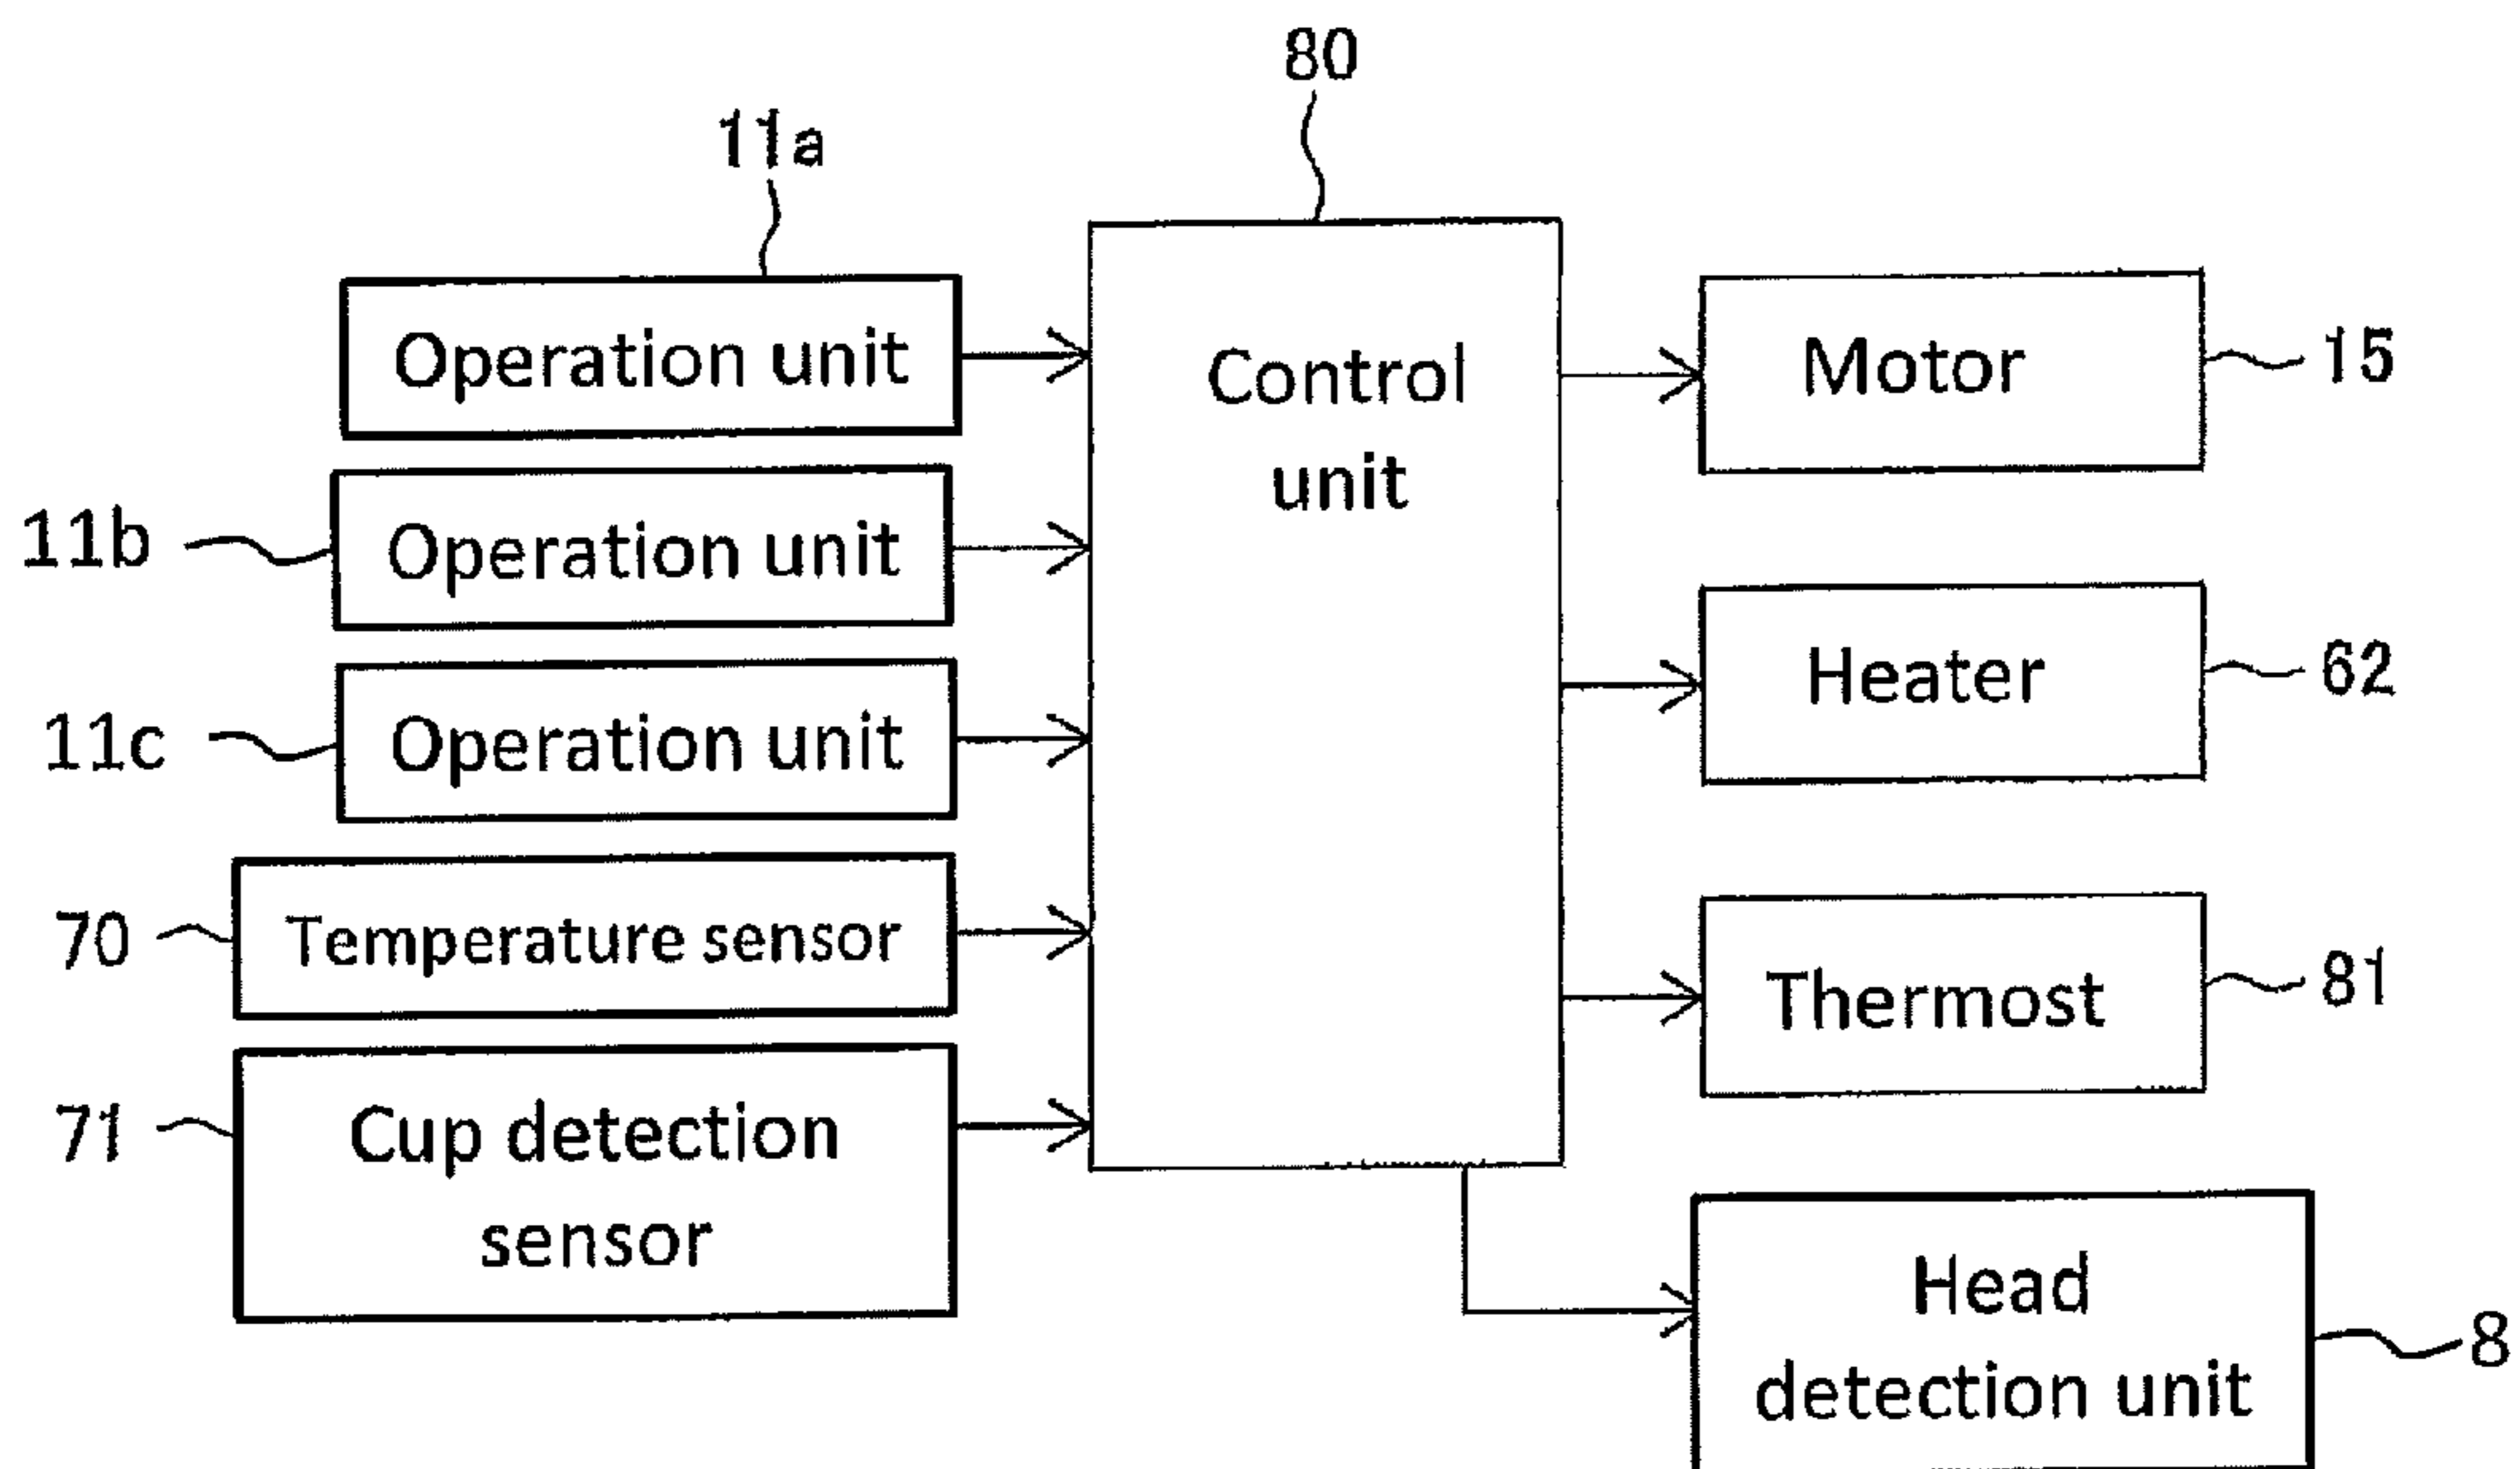 80
11a
Operation unit
11b
Operation unit
11c
Operation unit
70
Temperature sensor
71
Cup detection
sensor
Control
unit
Motor
15
Heater
62
Thermost
81
Head
detection unit
8